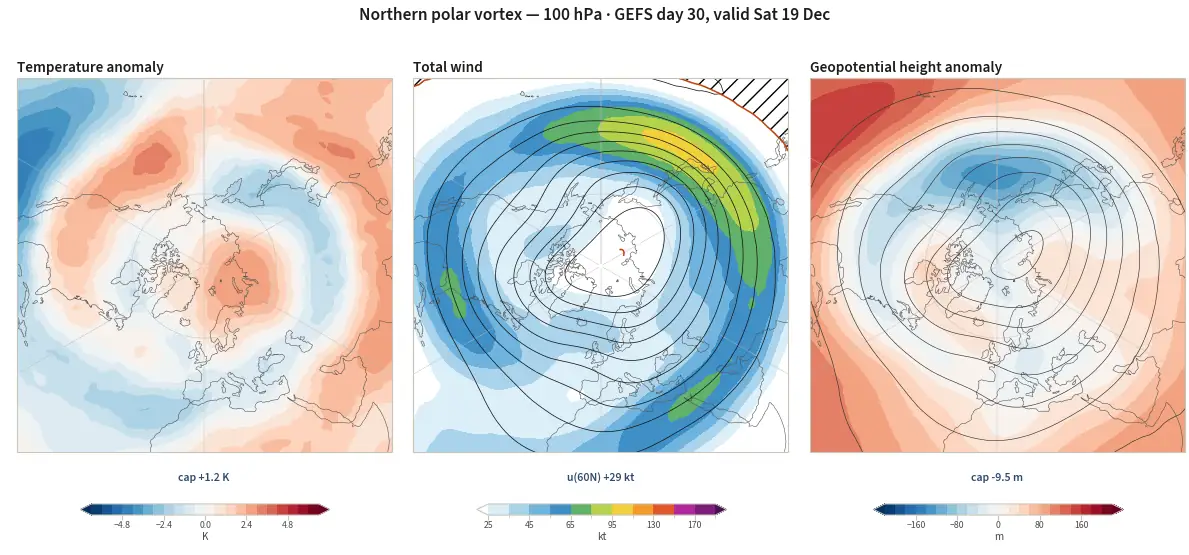 Northern polar vortex — 100 hPa · GEFS day 30, valid Sat 19 Dec
Temperature anomaly
Total wind
Geopotential height anomaly
cap +1.2 K
u(60N) +29 kt
cap -9.5 m
−4.8 −2.4 0.0 2.4 4.8
K
25 45 65 95 130 170
kt
−160 −80 0 80 160
m